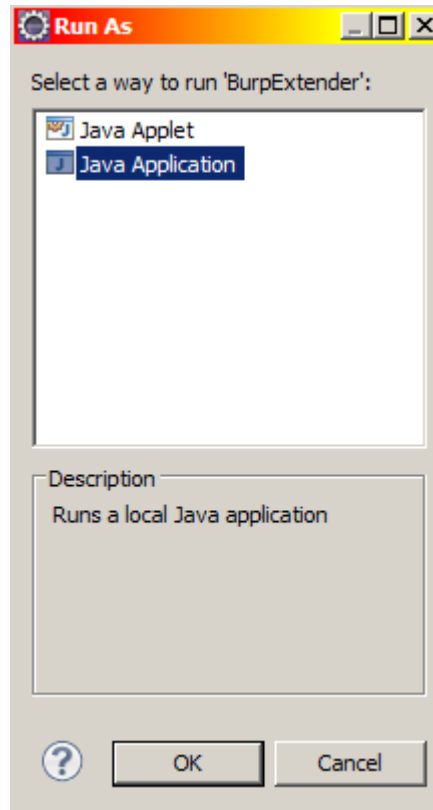 Run As
Select a way to run 'BurpExtender':
Java Applet
Java Application
Description
Runs a local Java application
OK
Cancel